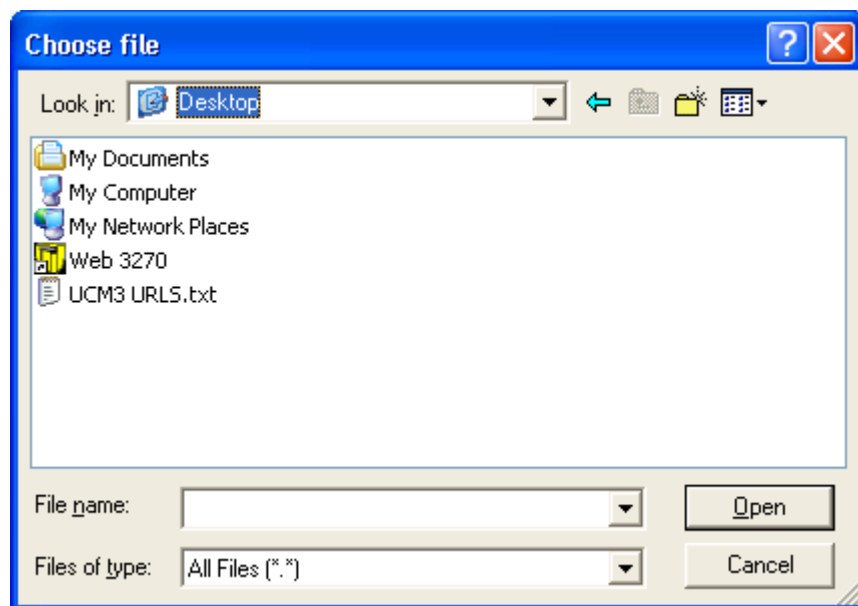 Choose file
Look in: Desktop
My Documents
My Computer
My Network Places
Web 3270
UCM3 URLS.txt
File name:
Open
Files of type: All Files (*.*)
Cancel